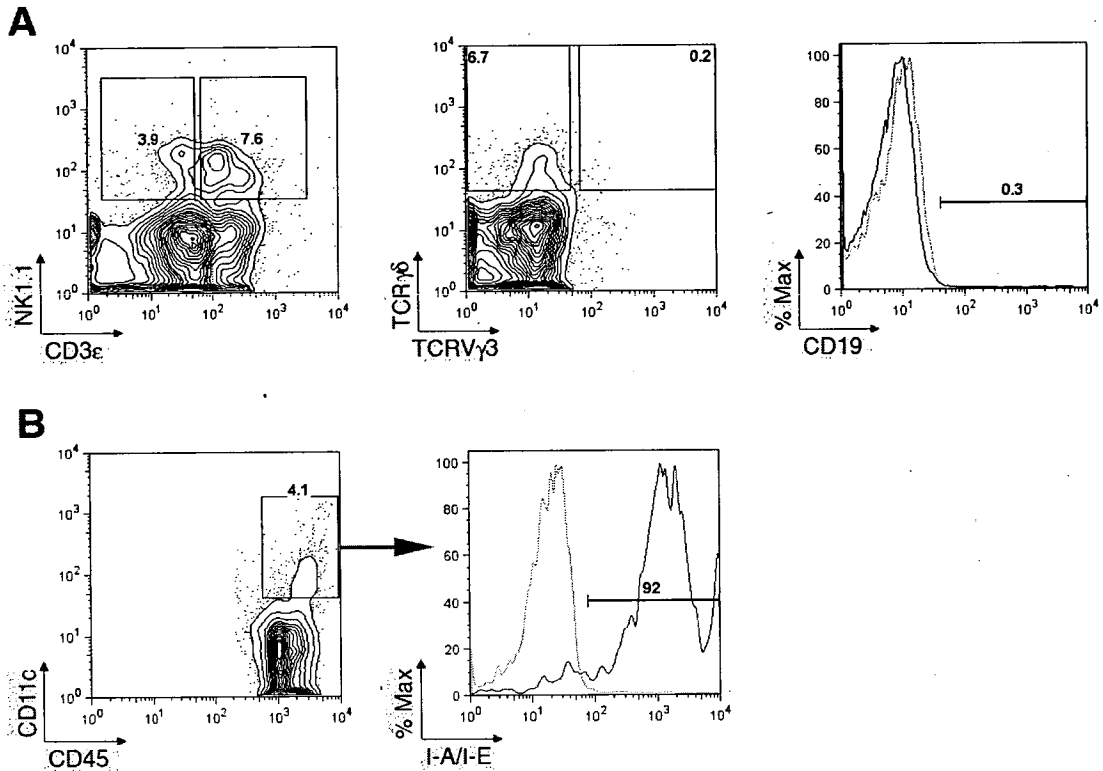 A
10⁴
10³
10²
10¹
10⁰
3.9
7.6
10⁰ 10¹ 10² 10³ 10⁴
NK1.1
CD3ε
10⁴
10³
10²
10¹
10⁰
6.7
0.2
10⁰ 10¹ 10² 10³ 10⁴
TCRγδ
TCRVγ3
100
80
60
40
20
0
0.3
10⁰ 10¹ 10² 10³ 10⁴
% Max
CD19
B
10⁴
10³
10²
10¹
10⁰
4.1
10⁰ 10¹ 10² 10³ 10⁴
CD11c
CD45
100
80
60
40
20
0
92
10⁰ 10¹ 10² 10³ 10⁴
% Max
I-A/I-E